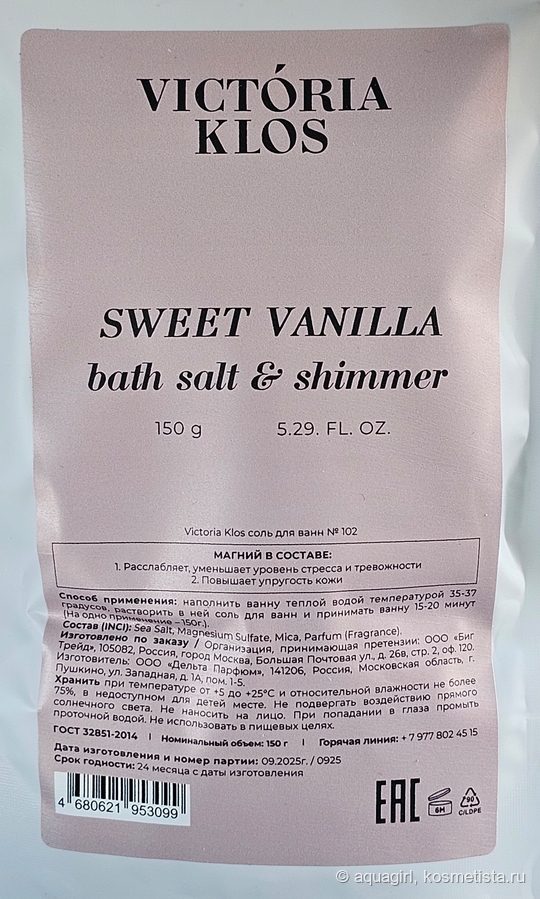 VICTÓRIA
KLOS
SWEET VANILLA
bath salt & shimmer
150 g 5.29. FL. OZ.
Victoria Klos соль для ванн № 102
МАГНИЙ В СОСТАВЕ:
1. Расслабляет, уменьшает уровень стресса и тревожности
2. Повышает упругость кожи
Способ применения: наполнить ванну теплой водой температурой 35-37
градусов, растворить в ней соль для ванн и принимать ванну 15-20 минут
(На одно применение – 150г.).
Состав (INCI): Sea Salt, Magnesium Sulfate, Mica, Parfum (Fragrance).
Изготовлено по заказу / Организация, принимающая претензии: ООО «Биг
Трейд», 105082, Россия, город Москва, Большая Почтовая ул., д. 26в, стр. 2, оф. 120.
Изготовитель: ООО «Дельта Парфюм», 141206, Россия, Московская область, г.
Пушкино, ул. Западная, д. 1А, пом. 1-5.
Хранить при температуре от +5 до +25°С и относительной влажности не более
75%, в недоступном для детей месте. Не подвергать воздействию прямого
солнечного света. Не наносить на лицо. При попадании в глаза промыть
проточной водой. Не использовать в пищевых целях.
ГОСТ 32851-2014 | Номинальный объем: 150 г | Горячая линия: + 7 977 802 45 15
Дата изготовления и номер партии: 09.2025г. / 0925
Срок годности: 24 месяца с даты изготовления
4 680621 953099
EAC
6M
90
C/LDPE
© aquagirl, kosmetista.ru